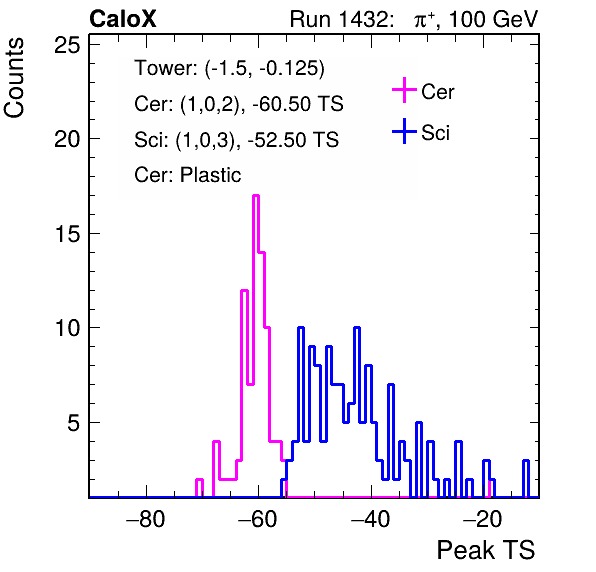 CaloX Run 1432: π⁺, 100 GeV
Counts
25
20
15
10
5
Tower: (-1.5, -0.125)
Cer: (1,0,2), -60.50 TS
Sci: (1,0,3), -52.50 TS
Cer: Plastic
Cer
Sci
−80 −60 −40 −20
Peak TS